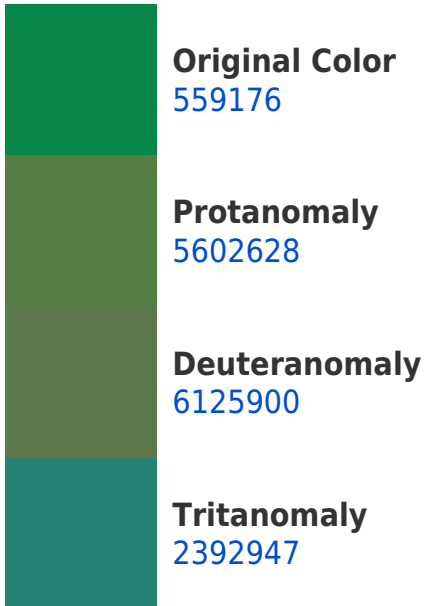 Original Color
559176
Protanomaly
5602628
Deuteranomaly
6125900
Tritanomaly
2392947